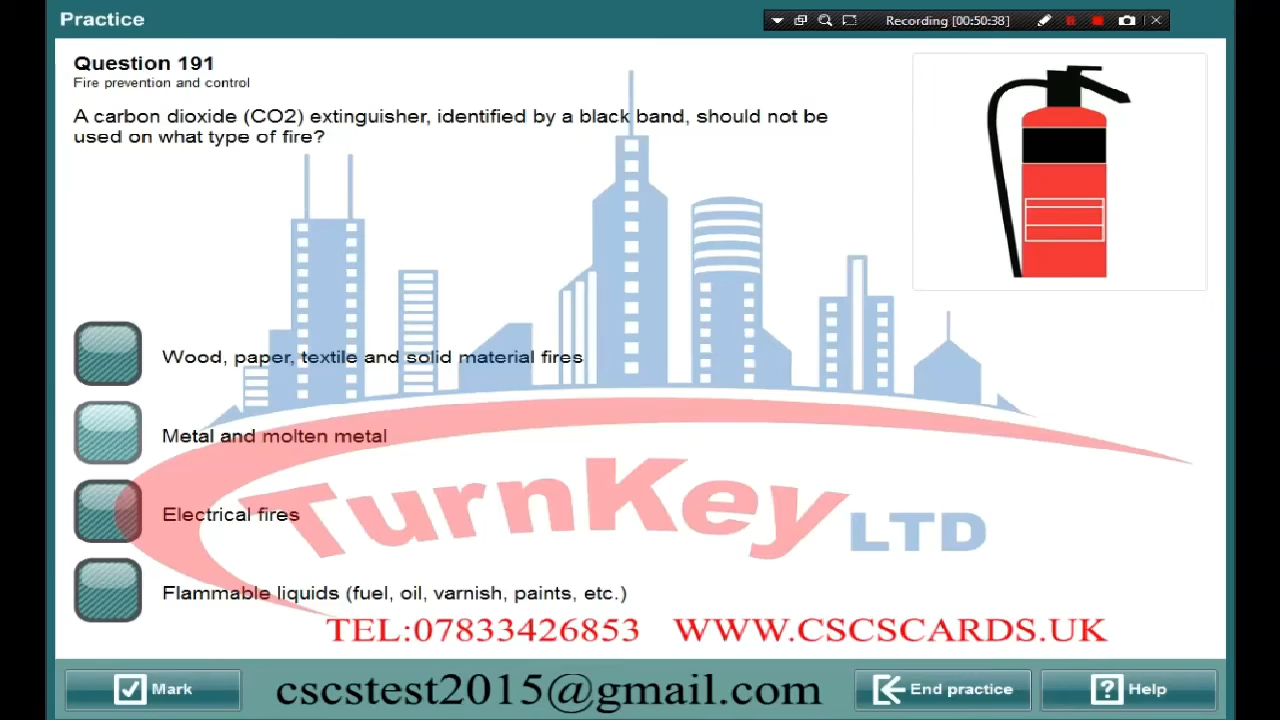 Practice
Recording [00:50:38]
Question 191
Fire prevention and control
A carbon dioxide (CO2) extinguisher, identified by a black band, should not be
used on what type of fire?
Wood, paper, textile and solid material fires
Metal and molten metal
Electrical fires
Flammable liquids (fuel, oil, varnish, paints, etc.)
TurnKey LTD
TEL:07833426853 WWW.CSCSCARDS.UK
Mark
cscstest2015@gmail.com
End practice
Help